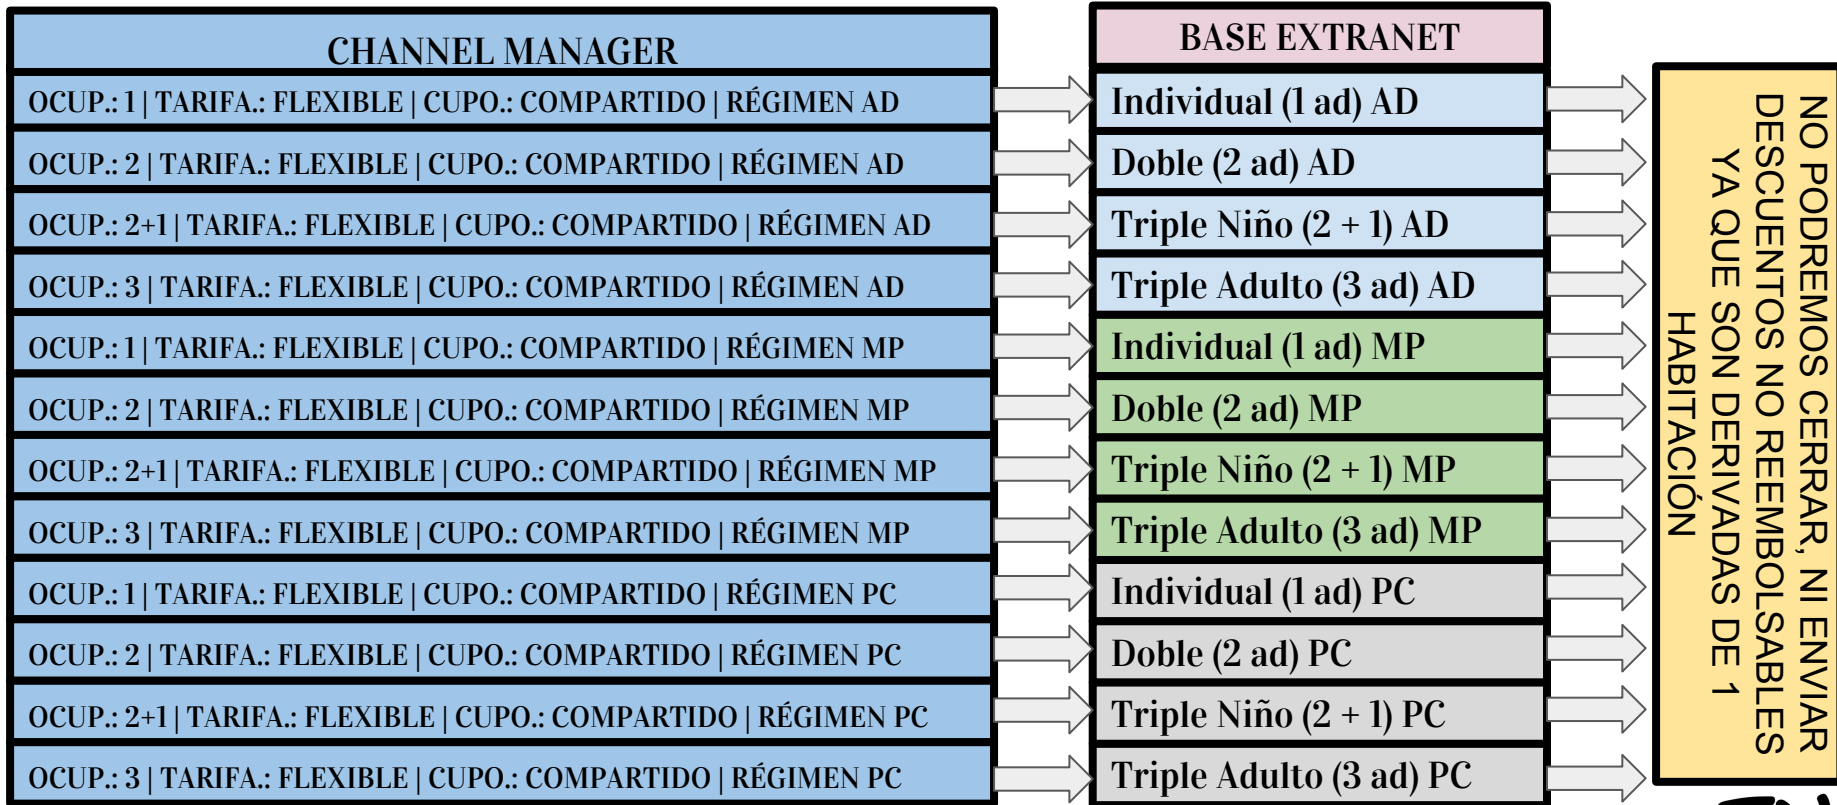 CHANNEL MANAGER
OCUP.: 1 | TARIFA.: FLEXIBLE | CUPO.: COMPARTIDO | RÉGIMEN AD
OCUP.: 2 | TARIFA.: FLEXIBLE | CUPO.: COMPARTIDO | RÉGIMEN AD
OCUP.: 2+1 | TARIFA.: FLEXIBLE | CUPO.: COMPARTIDO | RÉGIMEN AD
OCUP.: 3 | TARIFA.: FLEXIBLE | CUPO.: COMPARTIDO | RÉGIMEN AD
OCUP.: 1 | TARIFA.: FLEXIBLE | CUPO.: COMPARTIDO | RÉGIMEN MP
OCUP.: 2 | TARIFA.: FLEXIBLE | CUPO.: COMPARTIDO | RÉGIMEN MP
OCUP.: 2+1 | TARIFA.: FLEXIBLE | CUPO.: COMPARTIDO | RÉGIMEN MP
OCUP.: 3 | TARIFA.: FLEXIBLE | CUPO.: COMPARTIDO | RÉGIMEN MP
OCUP.: 1 | TARIFA.: FLEXIBLE | CUPO.: COMPARTIDO | RÉGIMEN PC
OCUP.: 2 | TARIFA.: FLEXIBLE | CUPO.: COMPARTIDO | RÉGIMEN PC
OCUP.: 2+1 | TARIFA.: FLEXIBLE | CUPO.: COMPARTIDO | RÉGIMEN PC
OCUP.: 3 | TARIFA.: FLEXIBLE | CUPO.: COMPARTIDO | RÉGIMEN PC
BASE EXTRANET
Individual (1 ad) AD
Doble (2 ad) AD
Triple Niño (2 + 1) AD
Triple Adulto (3 ad) AD
Individual (1 ad) MP
Doble (2 ad) MP
Triple Niño (2 + 1) MP
Triple Adulto (3 ad) MP
Individual (1 ad) PC
Doble (2 ad) PC
Triple Niño (2 + 1) PC
Triple Adulto (3 ad) PC
NO PODREMOS CERRAR, NI ENVIAR
DESCUENTOS NO REEMBOLSABLES
YA QUE SON DERIVADAS DE 1
HABITACIÓN